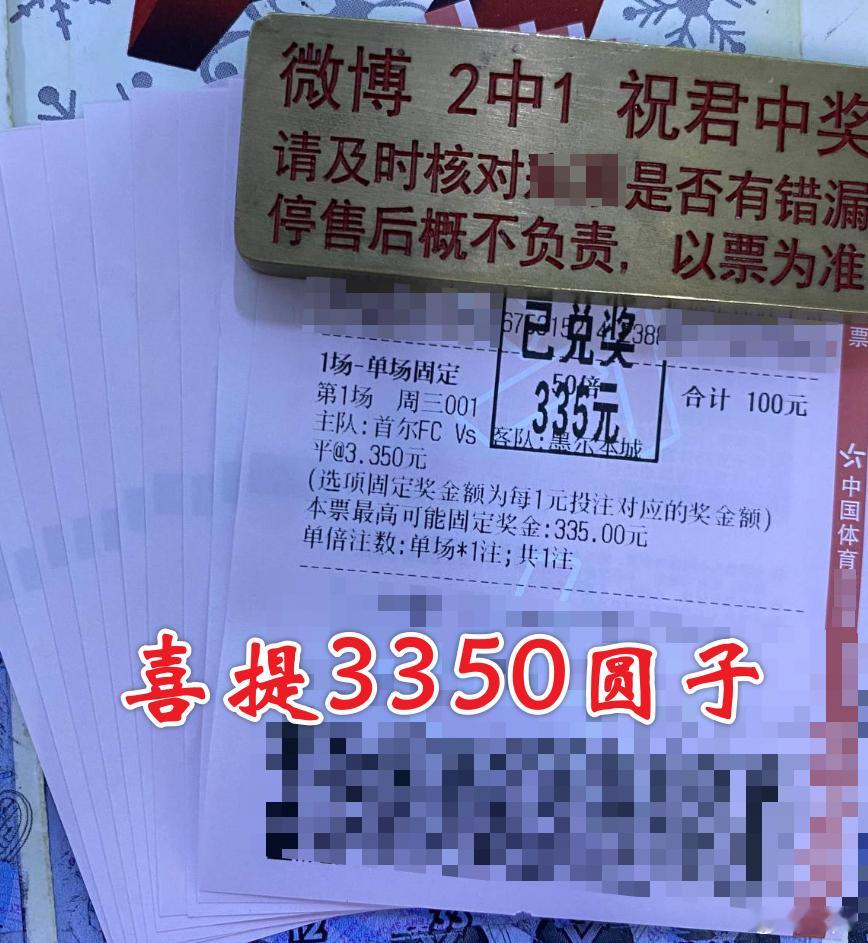 微博 2中1 祝君中奖
请及时核对
是否有错漏
停售后概不负责，以票为准
已兑奖
335元
1场-单场固定
50倍
合计 100元
第1场 周三001
主队:首尔FC Vs 客队:墨尔本城
平@3.350元
(选项固定奖金额为每1元投注对应的奖金额)
本票最高可能固定奖金:335.00元
单倍注数:单场*1注;共1注
票
中国体育
喜提3350圆子